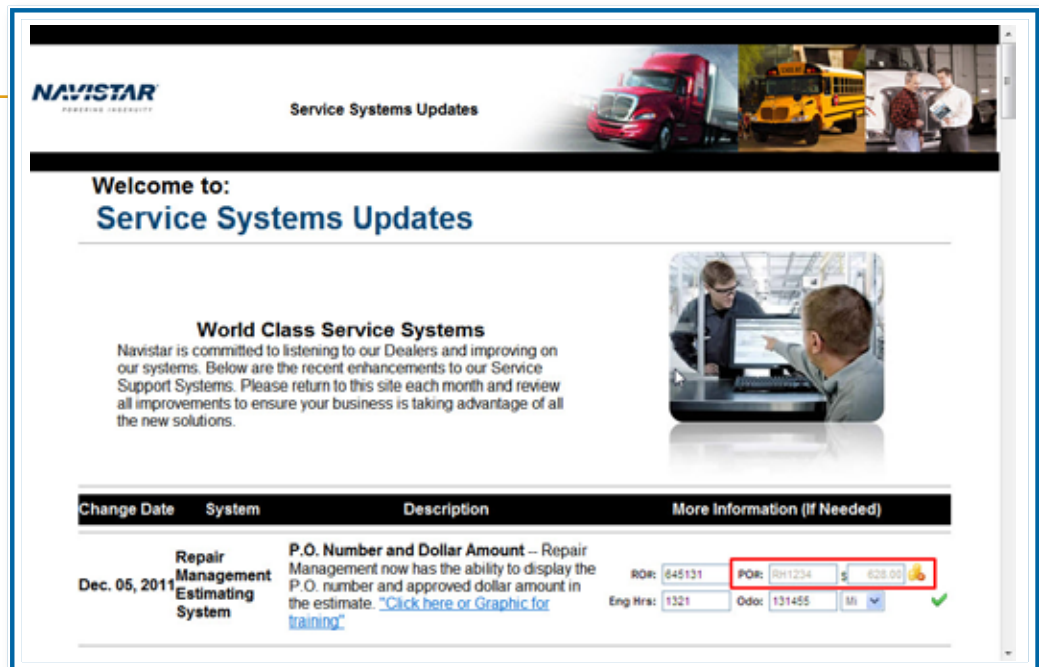 NAVISTAR
POWERING INGENUITY
Service Systems Updates
Welcome to:
Service Systems Updates
World Class Service Systems
Navistar is committed to listening to our Dealers and improving on
our systems. Below are the recent enhancements to our Service
Support Systems. Please return to this site each month and review
all improvements to ensure your business is taking advantage of all
the new solutions.
Change Date System Description More Information (If Needed)
Dec. 05, 2011
Repair
Management
Estimating
System
P.O. Number and Dollar Amount -- Repair
Management now has the ability to display the
P.O. number and approved dollar amount in
the estimate. "Click here or Graphic for
training"
RO#: 645131 PO#: RH1234 $ 628.00
Eng Hrs: 1321 Odo: 131455 Mi